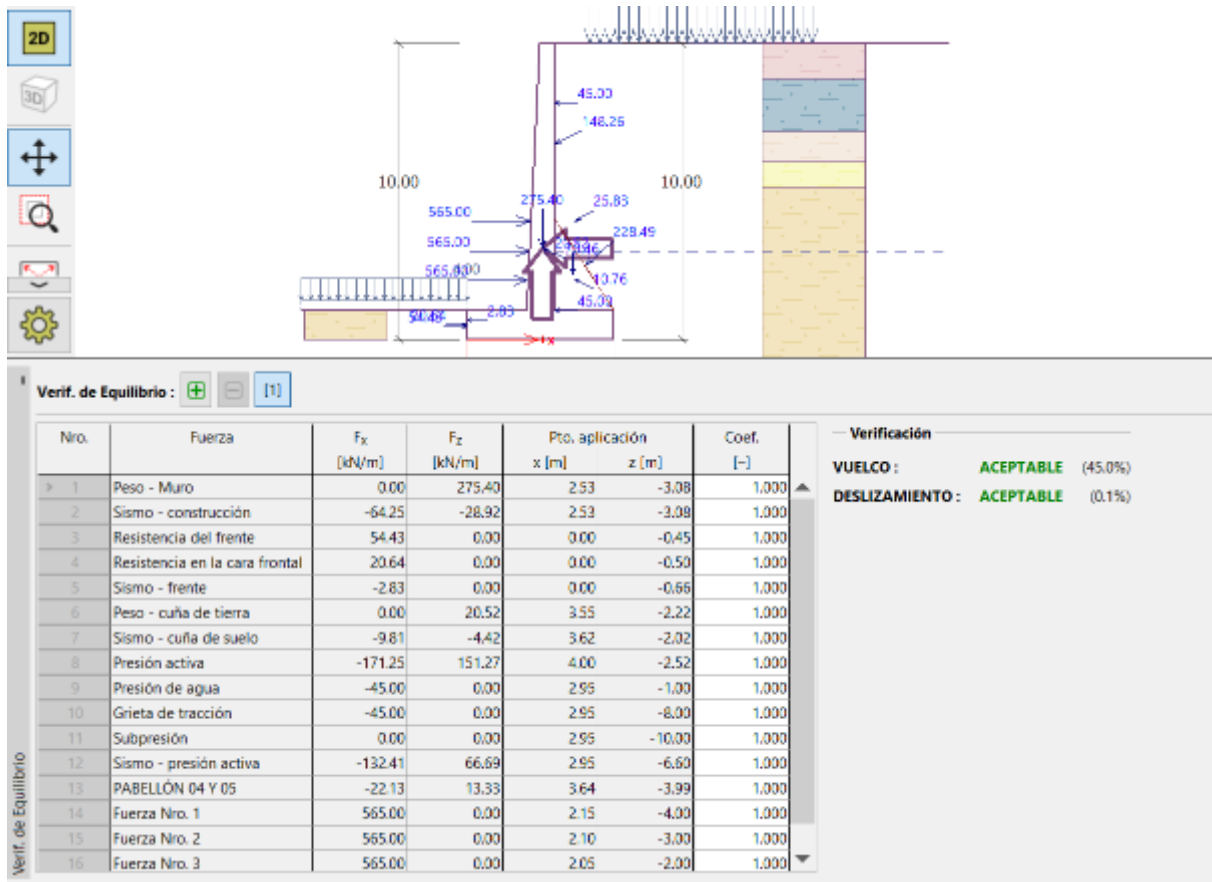 2D
3D
45.00
148.26
10.00
10.00
275.40
25.83
565.00
228.49
565.00
565.00
10.76
45.00
2.83
+x
Verif. de Equilibrio : [1]
Nro. Fuerza Fx Fz Pto. aplicación Coef.
[kN/m] [kN/m] x [m] z [m] [-]
> 1 Peso - Muro 0.00 275.40 2.53 -3.08 1.000
2 Sismo - construcción -64.25 -28.92 2.53 -3.08 1.000
3 Resistencia del frente 54.43 0.00 0.00 -0.45 1.000
4 Resistencia en la cara frontal 20.64 0.00 0.00 -0.50 1.000
5 Sismo - frente -2.83 0.00 0.00 -0.66 1.000
6 Peso - cuña de tierra 0.00 20.52 3.55 -2.22 1.000
7 Sismo - cuña de suelo -9.81 -4.42 3.62 -2.02 1.000
8 Presión activa -171.25 151.27 4.00 -2.52 1.000
9 Presión de agua -45.00 0.00 2.95 -1.00 1.000
10 Grieta de tracción -45.00 0.00 2.95 -8.00 1.000
11 Subpresión 0.00 0.00 2.95 -10.00 1.000
12 Sismo - presión activa -132.41 66.69 2.95 -6.60 1.000
13 PABELLÓN 04 Y 05 -22.13 13.33 3.64 -3.99 1.000
14 Fuerza Nro. 1 565.00 0.00 2.15 -4.00 1.000
15 Fuerza Nro. 2 565.00 0.00 2.10 -3.00 1.000
16 Fuerza Nro. 3 565.00 0.00 2.05 -2.00 1.000
Verificación
VUELCO : ACEPTABLE (45.0%)
DESLIZAMIENTO : ACEPTABLE (0.1%)
Verif. de Equilibrio